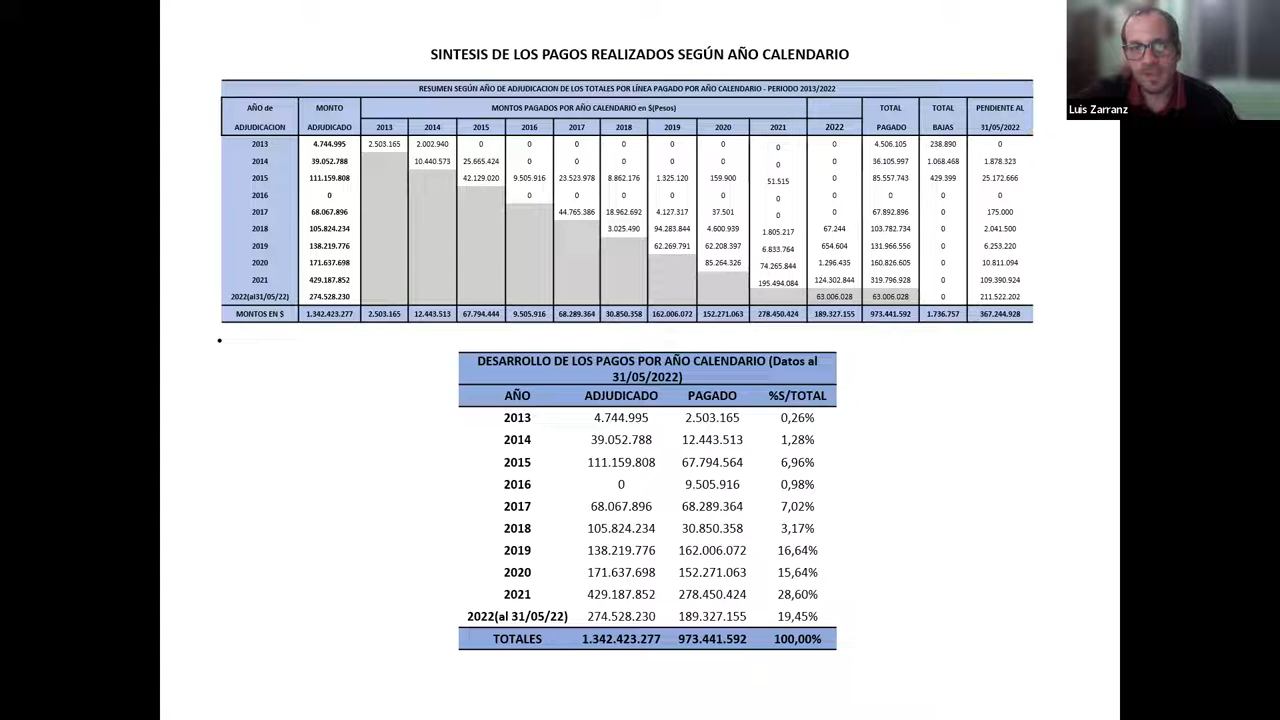 SINTESIS DE LOS PAGOS REALIZADOS SEGÚN AÑO CALENDARIO
Luis Zarranz
RESUMEN SEGÚN AÑO DE ADJUDICACION DE LOS TOTALES POR LÍNEA PAGADO POR AÑO CALENDARIO - PERIODO 2013/2022
AÑO de MONTO MONTOS PAGADOS POR AÑO CALENDARIO en $(Pesos) TOTAL TOTAL PENDIENTE AL
ADJUDICACION ADJUDICADO 2013 2014 2015 2016 2017 2018 2019 2020 2021 2022 PAGADO BAJAS 31/05/2022
2013 4.744.995 2.503.165 2.002.940 0 0 0 0 0 0 0 0 4.506.105 238.890 0
2014 39.052.788 10.440.573 25.665.424 0 0 0 0 0 0 0 36.105.997 1.068.468 1.878.323
2015 111.159.808 42.129.020 9.505.916 23.523.978 8.862.176 1.325.120 159.900 51.515 0 85.557.743 429.399 25.172.666
2016 0 0 0 0 0 0 0 0 0 0 0
2017 68.067.896 44.765.386 18.962.692 4.127.317 37.501 0 0 67.892.896 0 175.000
2018 105.824.234 3.025.490 94.283.844 4.600.939 1.805.217 67.244 103.782.734 0 2.041.500
2019 138.219.776 62.269.791 62.208.397 6.833.764 654.604 131.966.556 0 6.253.220
2020 171.637.698 85.264.326 74.265.844 1.296.435 160.826.605 0 10.811.094
2021 429.187.852 195.494.084 124.302.844 319.796.928 0 109.390.924
2022(al31/05/22) 274.528.230 63.006.028 63.006.028 0 211.522.202
MONTOS EN $ 1.342.423.277 2.503.165 12.443.513 67.794.444 9.505.916 68.289.364 30.850.358 162.006.072 152.271.063 278.450.424 189.327.155 973.441.592 1.736.757 367.244.928
DESARROLLO DE LOS PAGOS POR AÑO CALENDARIO (Datos al
31/05/2022)
AÑO ADJUDICADO PAGADO %S/TOTAL
2013 4.744.995 2.503.165 0,26%
2014 39.052.788 12.443.513 1,28%
2015 111.159.808 67.794.564 6,96%
2016 0 9.505.916 0,98%
2017 68.067.896 68.289.364 7,02%
2018 105.824.234 30.850.358 3,17%
2019 138.219.776 162.006.072 16,64%
2020 171.637.698 152.271.063 15,64%
2021 429.187.852 278.450.424 28,60%
2022(al 31/05/22) 274.528.230 189.327.155 19,45%
TOTALES 1.342.423.277 973.441.592 100,00%